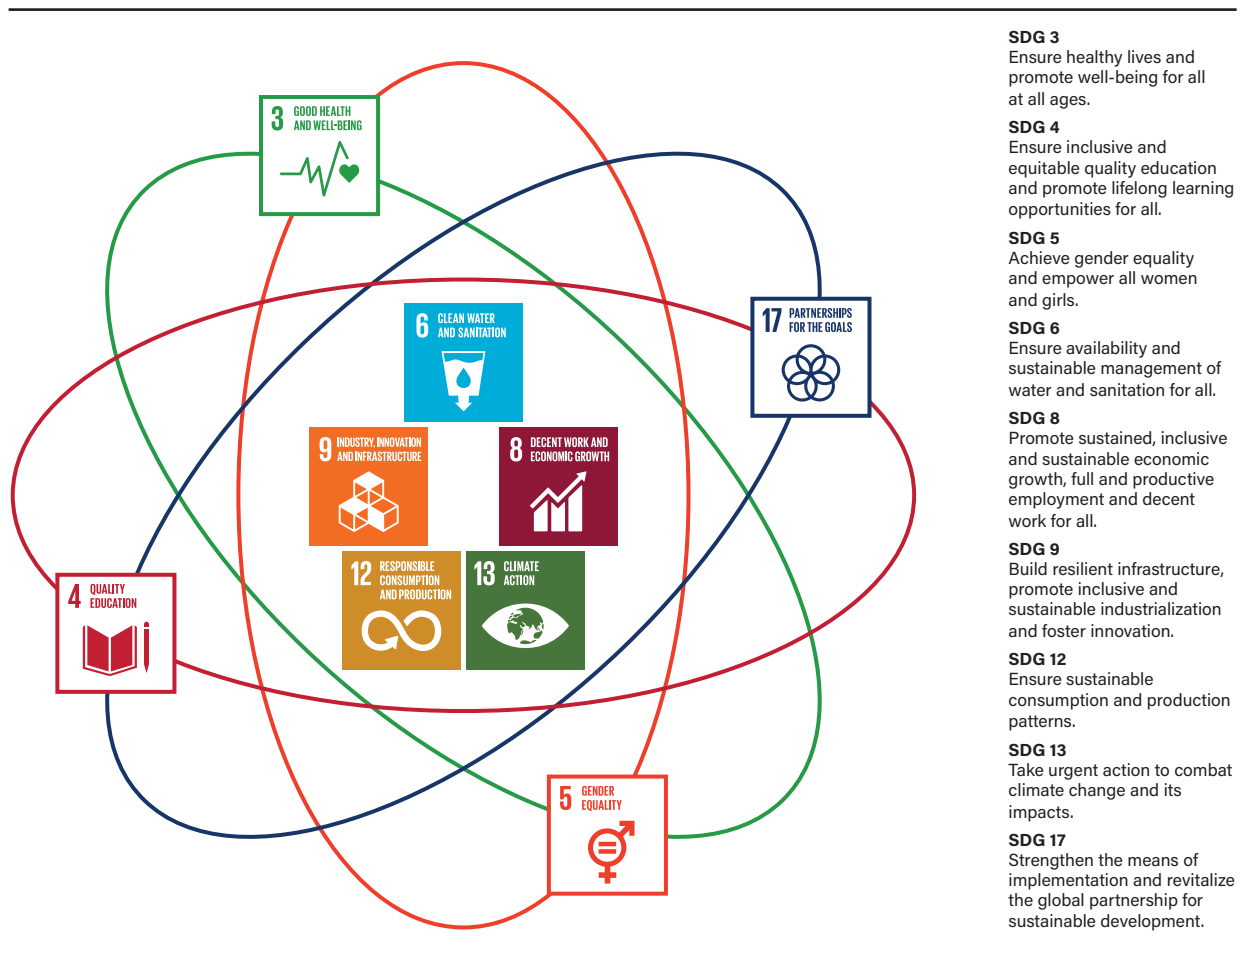 3 GOOD HEALTH
AND WELL-BEING
17 PARTNERSHIPS
FOR THE GOALS
6 CLEAN WATER
AND SANITATION
9 INDUSTRY, INNOVATION
AND INFRASTRUCTURE
8 DECENT WORK AND
ECONOMIC GROWTH
12 RESPONSIBLE
CONSUMPTION
AND PRODUCTION
13 CLIMATE
ACTION
4 QUALITY
EDUCATION
5 GENDER
EQUALITY
SDG 3
Ensure healthy lives and
promote well-being for all
at all ages.
SDG 4
Ensure inclusive and
equitable quality education
and promote lifelong learning
opportunities for all.
SDG 5
Achieve gender equality
and empower all women
and girls.
SDG 6
Ensure availability and
sustainable management of
water and sanitation for all.
SDG 8
Promote sustained, inclusive
and sustainable economic
growth, full and productive
employment and decent
work for all.
SDG 9
Build resilient infrastructure,
promote inclusive and
sustainable industrialization
and foster innovation.
SDG 12
Ensure sustainable
consumption and production
patterns.
SDG 13
Take urgent action to combat
climate change and its
impacts.
SDG 17
Strengthen the means of
implementation and revitalize
the global partnership for
sustainable development.